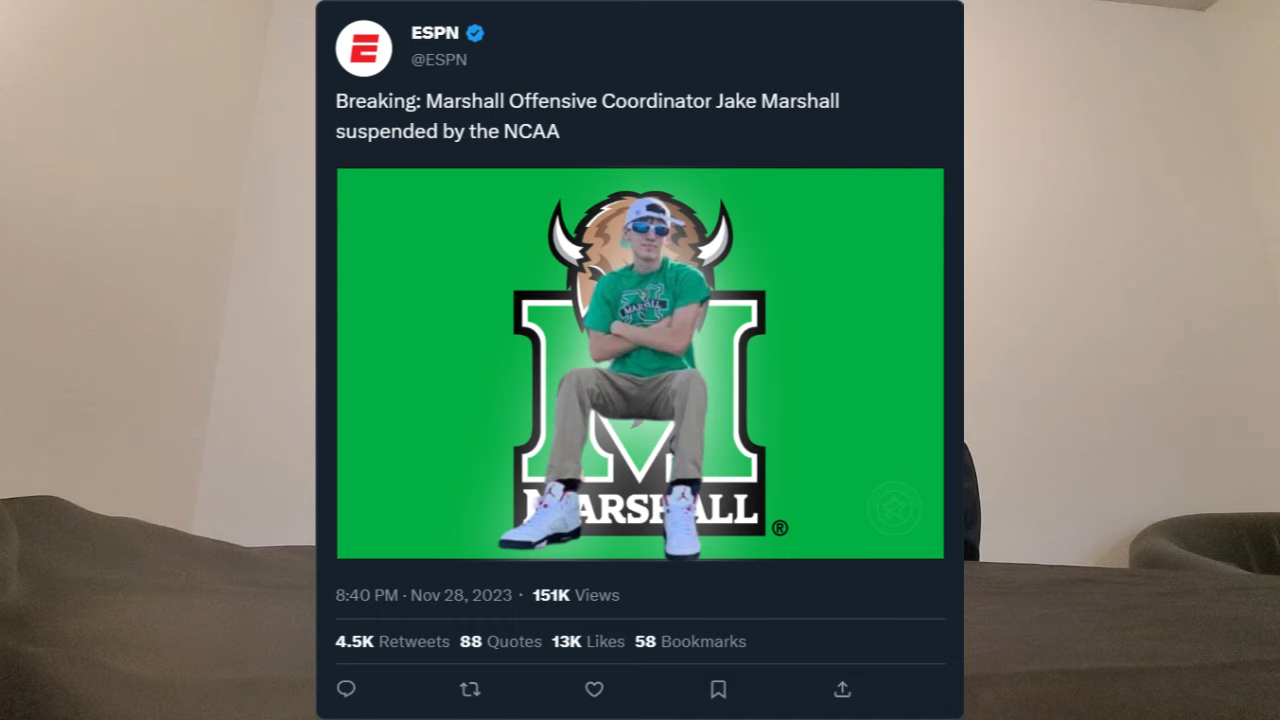 ESPN
@ESPN
Breaking: Marshall Offensive Coordinator Jake Marshall
suspended by the NCAA
MARSHALL
MARSHALL ®
8:40 PM · Nov 28, 2023 · 151K Views
4.5K Retweets 88 Quotes 13K Likes 58 Bookmarks